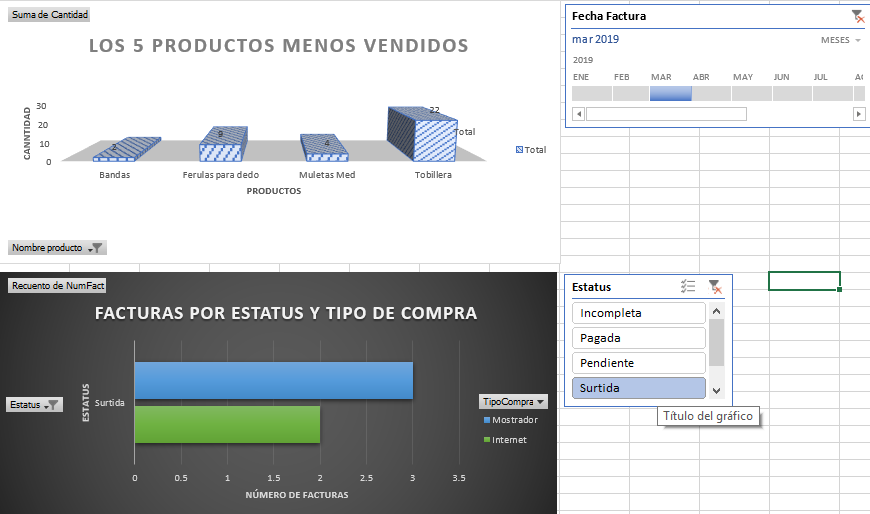 Suma de Cantidad
LOS 5 PRODUCTOS MENOS VENDIDOS
CANNTIDAD
30
20
10
0
2
9
4
22
Total
Bandas
Ferulas para dedo
Muletas Med
Tobillera
PRODUCTOS
Total
Nombre producto
Fecha Factura
mar 2019
MESES
2019
ENE FEB MAR ABR MAY JUN JUL AG
Recuento de NumFact
FACTURAS POR ESTATUS Y TIPO DE COMPRA
Estatus
ESTATUS
Surtida
0 0.5 1 1.5 2 2.5 3 3.5
NÚMERO DE FACTURAS
TipoCompra
Mostrador
Internet
Estatus
Incompleta
Pagada
Pendiente
Surtida
Título del gráfico